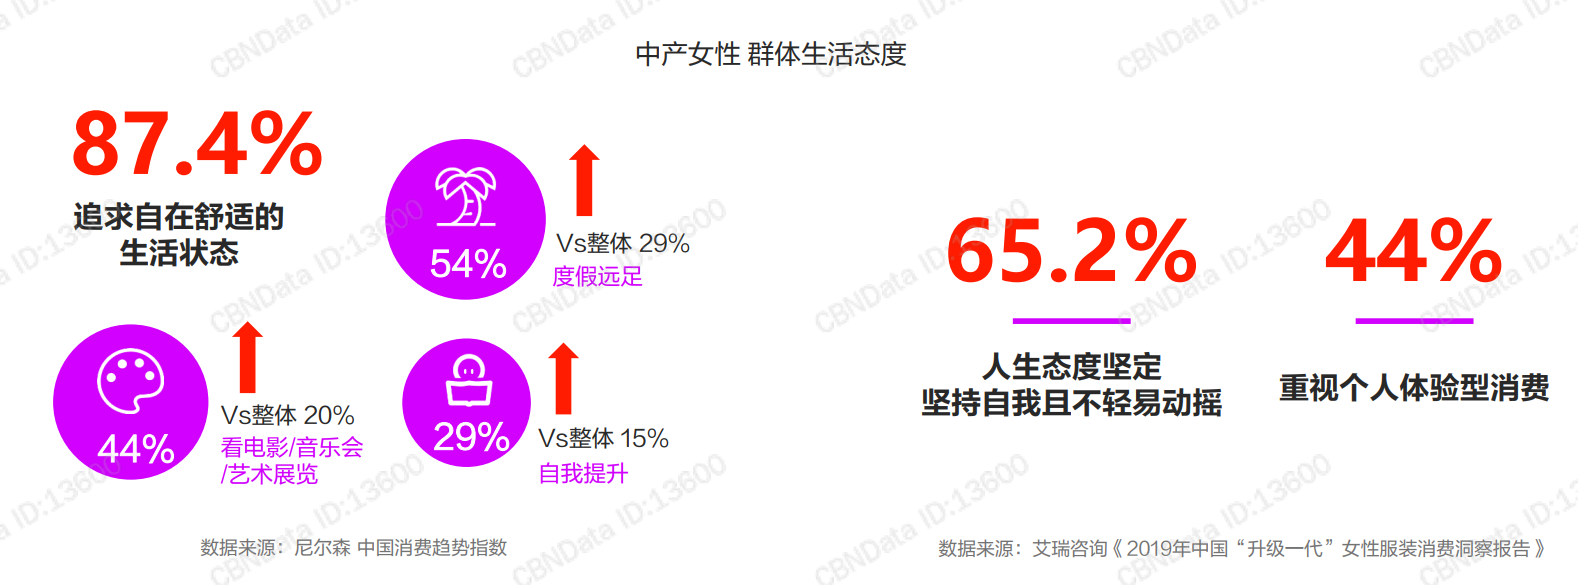 中产女性 群体生活态度
87.4%
追求自在舒适的
生活状态
54%
Vs整体 29%
度假远足
44%
Vs整体 20%
看电影/音乐会
/艺术展览
29%
Vs整体 15%
自我提升
数据来源：尼尔森 中国消费趋势指数
65.2%
人生态度坚定
坚持自我且不轻易动摇
44%
重视个人体验型消费
数据来源：艾瑞咨询《2019年中国“升级一代”女性服装消费洞察报告》
CBNData ID:13600